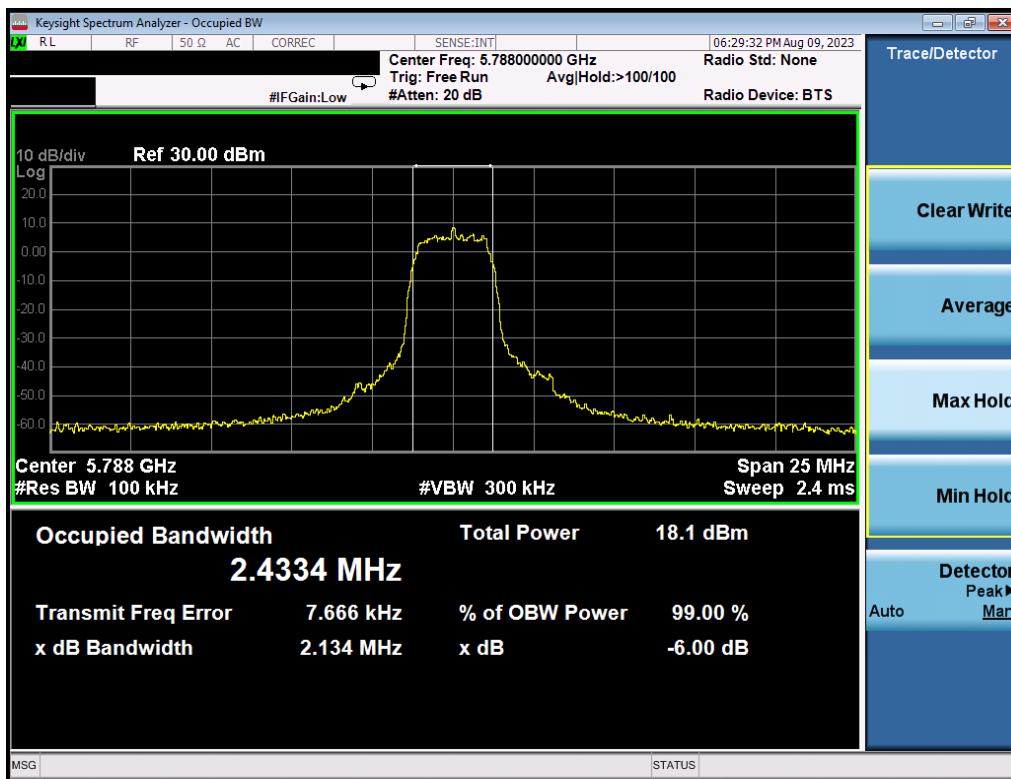 Keysight Spectrum Analyzer - Occupied BW
LXI RL RF 50 Ω AC CORREC SENSE:INT 06:29:32 PM Aug 09, 2023
Center Freq: 5.788000000 GHz Radio Std: None
Trig: Free Run Avg|Hold:>100/100
#IFGain:Low #Atten: 20 dB Radio Device: BTS
10 dB/div Ref 30.00 dBm
Log
20.0
10.0
0.00
-10.0
-20.0
-30.0
-40.0
-50.0
-60.0
Center 5.788 GHz Span 25 MHz
#Res BW 100 kHz #VBW 300 kHz Sweep 2.4 ms
Occupied Bandwidth Total Power 18.1 dBm
2.4334 MHz
Transmit Freq Error 7.666 kHz % of OBW Power 99.00 %
x dB Bandwidth 2.134 MHz x dB -6.00 dB
MSG STATUS
Trace/Detector
Clear Write
Average
Max Hold
Min Hold
Detector
Peak
Auto Man